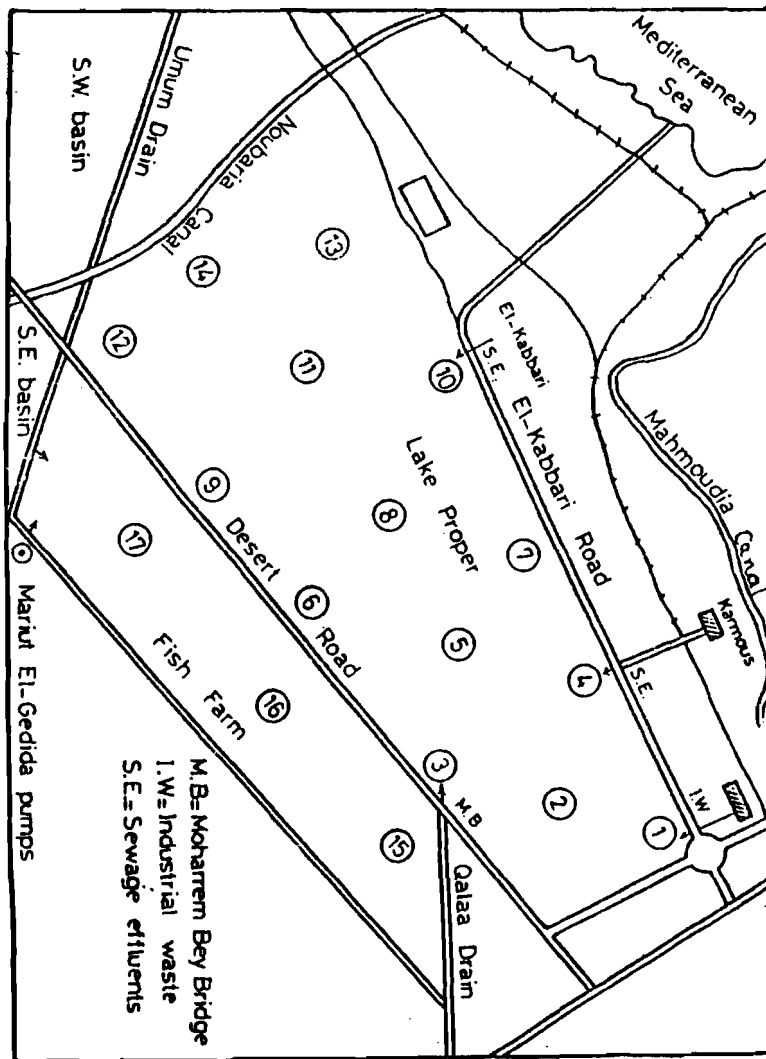 Mediterranean
Sea
Noubaria
Canal
Umum Drain
S.W. basin
S.E. basin
El-Kabbari
S.E.
El-Kabbari Road
Mahmoudia Canal
Karmous
S.E.
I.W
Lake Proper
Desert Road
M.B
Qalaa Drain
Fish Farm
Mariut El-Gedida pumps
1
2
3
4
5
6
7
8
9
10
11
12
13
14
15
16
17
M.B=Moharrem Bey Bridge
I.W=Industrial waste
S.E.=Sewage effluents